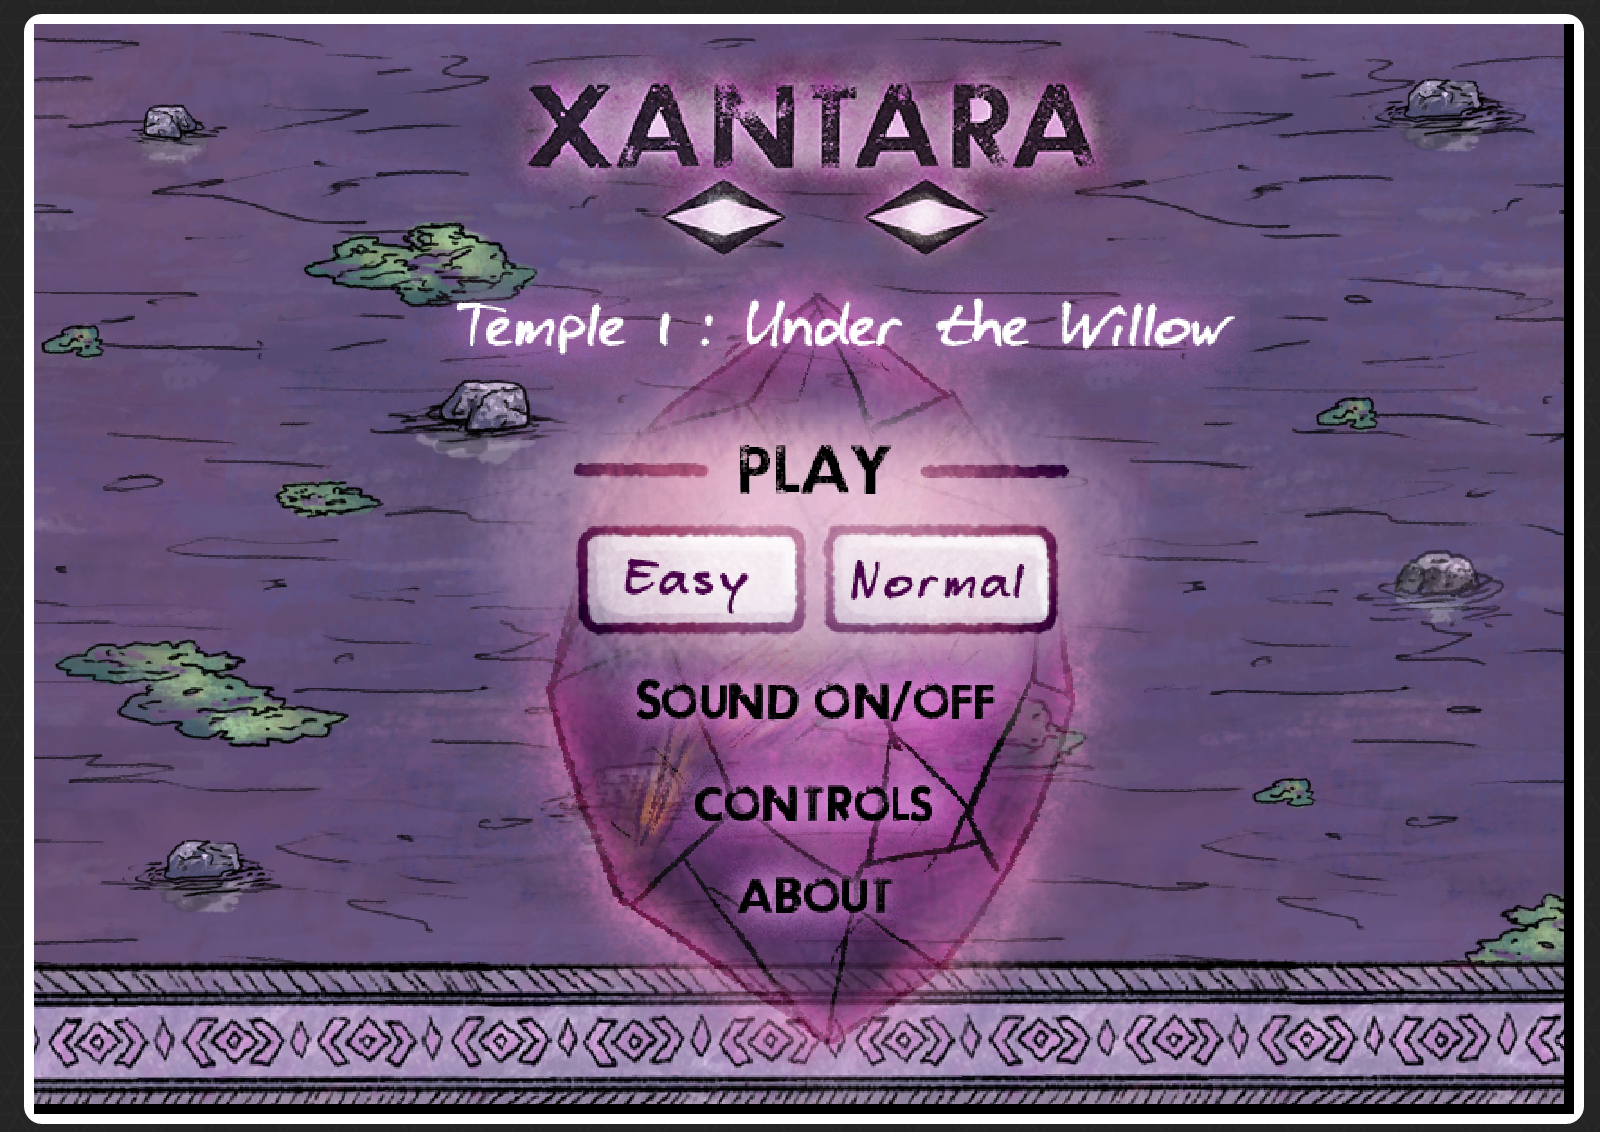 XANTARA
Temple 1 : Under the Willow
PLAY
Easy Normal
SOUND ON/OFF
CONTROLS
ABOUT